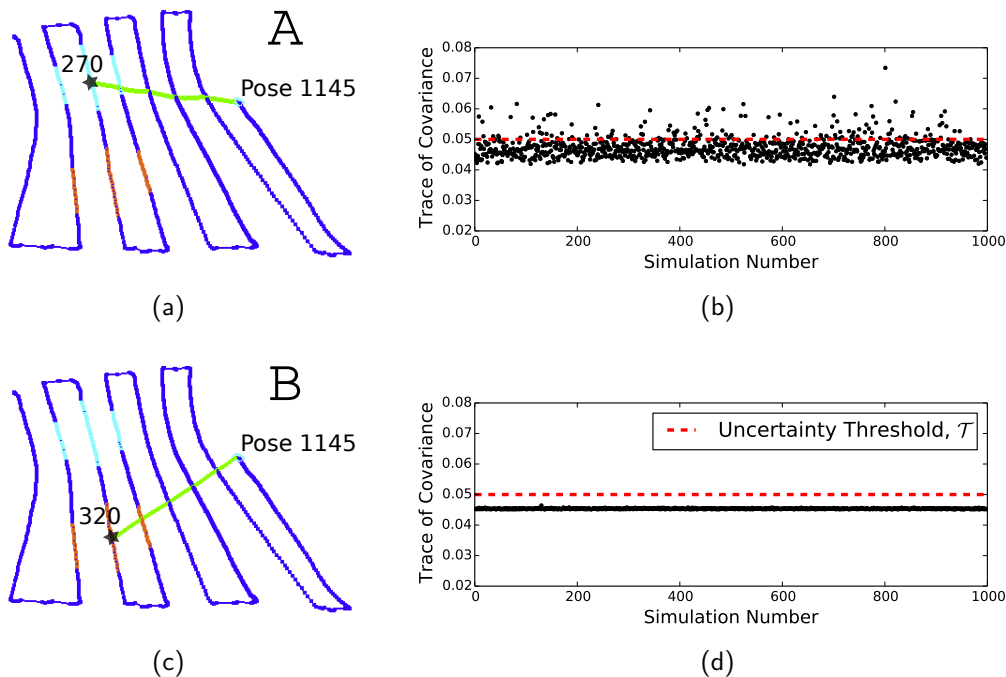 A
270
Pose 1145
(a)
0.08
0.07
0.06
0.05
0.04
0.03
0.02
Trace of Covariance
0 200 400 600 800 1000
Simulation Number
(b)
B
Pose 1145
320
(c)
0.08
0.07
0.06
0.05
0.04
0.03
0.02
Trace of Covariance
Uncertainty Threshold, 𝒯
0 200 400 600 800 1000
Simulation Number
(d)